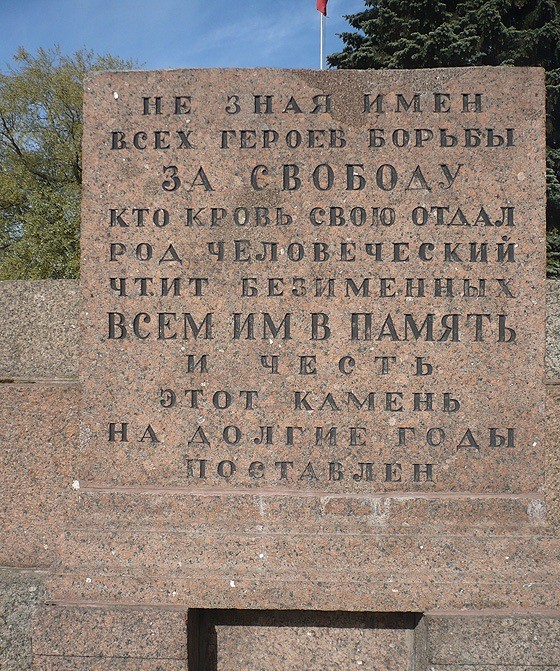 НЕ ЗНАЯ ИМЕН
ВСЕХ ГЕРОЕВ БОРЬБЫ
ЗА СВОБОДУ
КТО КРОВЬ СВОЮ ОТДАЛ
РОД ЧЕЛОВЕЧЕСКИЙ
ЧТИТ БЕЗИМЕННЫХ
ВСЕМ ИМ В ПАМЯТЬ
И ЧЕСТЬ
ЭТОТ КАМЕНЬ
НА ДОЛГИЕ ГОДЫ
ПОСТАВЛЕН